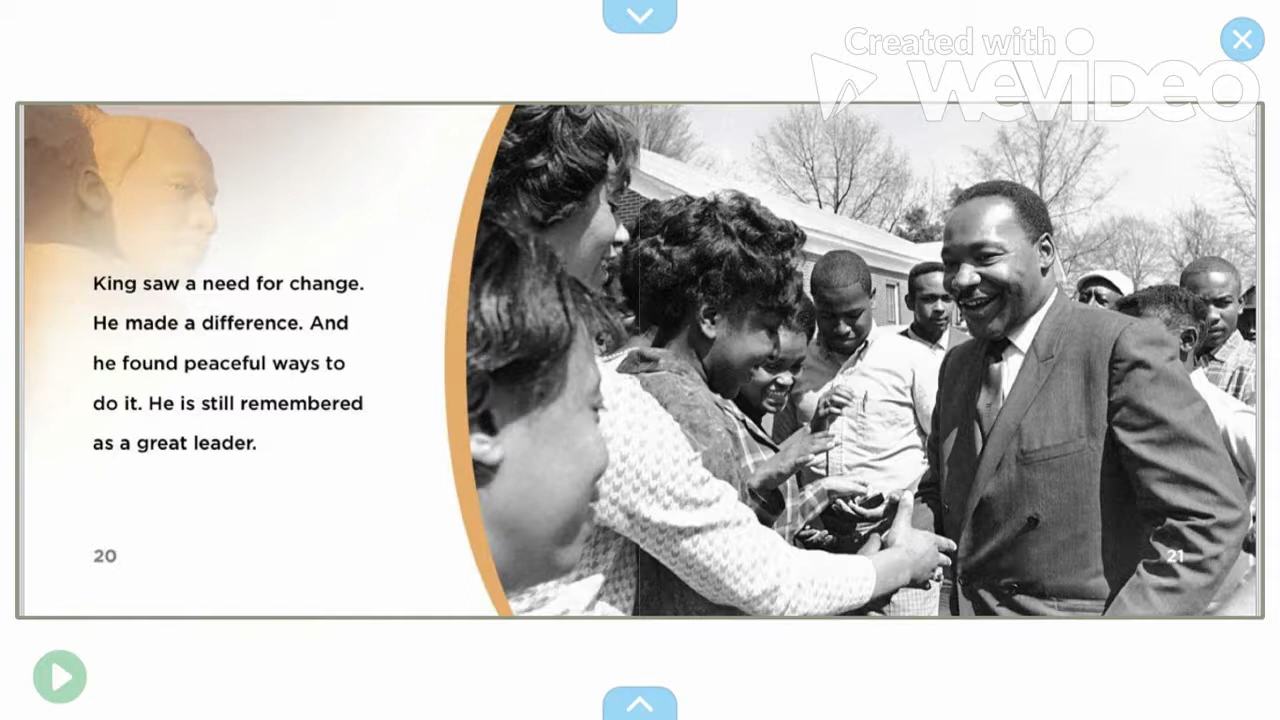 Created with
WEVIDEO
King saw a need for change.
He made a difference. And
he found peaceful ways to
do it. He is still remembered
as a great leader.
20
21